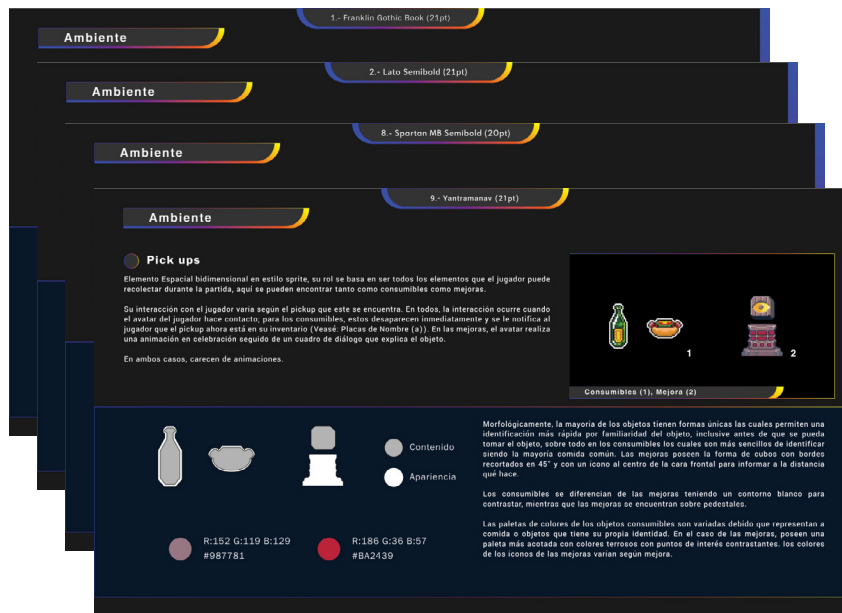 1.- Franklin Gothic Book (21pt)
Ambiente
2.- Lato Semibold (21pt)
Ambiente
8.- Spartan MB Semibold (20pt)
Ambiente
9.- Yantramanav (21pt)
Ambiente
Pick ups
Elemento Espacial bidimensional en estilo sprite, su rol se basa en ser todos los elementos que el jugador puede
recolectar durante la partida, aquí se pueden encontrar tanto como consumibles como mejoras.
Su interacción con el jugador varia según el pickup que este se encuentra. En todos, la interacción ocurre cuando
el avatar del jugador hace contacto; para los consumibles, estos desaparecen inmediatamente y se le notifica al
jugador que el pickup ahora está en su inventario (Veasé: Placas de Nombre (a)). En las mejoras, el avatar realiza
una animación en celebración seguido de un cuadro de diálogo que explica el objeto.
En ambos casos, carecen de animaciones.
1
2
Consumibles (1), Mejora (2)
Contenido
Apariencia
R:152 G:119 B:129
#987781
R:186 G:36 B:57
#BA2439
Morfológicamente, la mayoría de los objetos tienen formas únicas las cuales permiten una
identificación más rápida por familiaridad del objeto, inclusive antes de que se pueda
tomar el objeto, sobre todo en los consumibles los cuales son más sencillos de identificar
siendo la mayoría comida común. Las mejoras poseen la forma de cubos con bordes
recortados en 45° y con un icono al centro de la cara frontal para informar a la distancia
qué hace.
Los consumibles se diferencian de las mejoras teniendo un contorno blanco para
contrastar, mientras que las mejoras se encuentran sobre pedestales.
Las paletas de colores de los objetos consumibles son variadas debido que representan a
comida o objetos que tiene su propia identidad. En el caso de las mejoras, poseen una
paleta más acotada con colores terrosos con puntos de interés contrastantes. los colores
de los iconos de las mejoras varian según mejora.